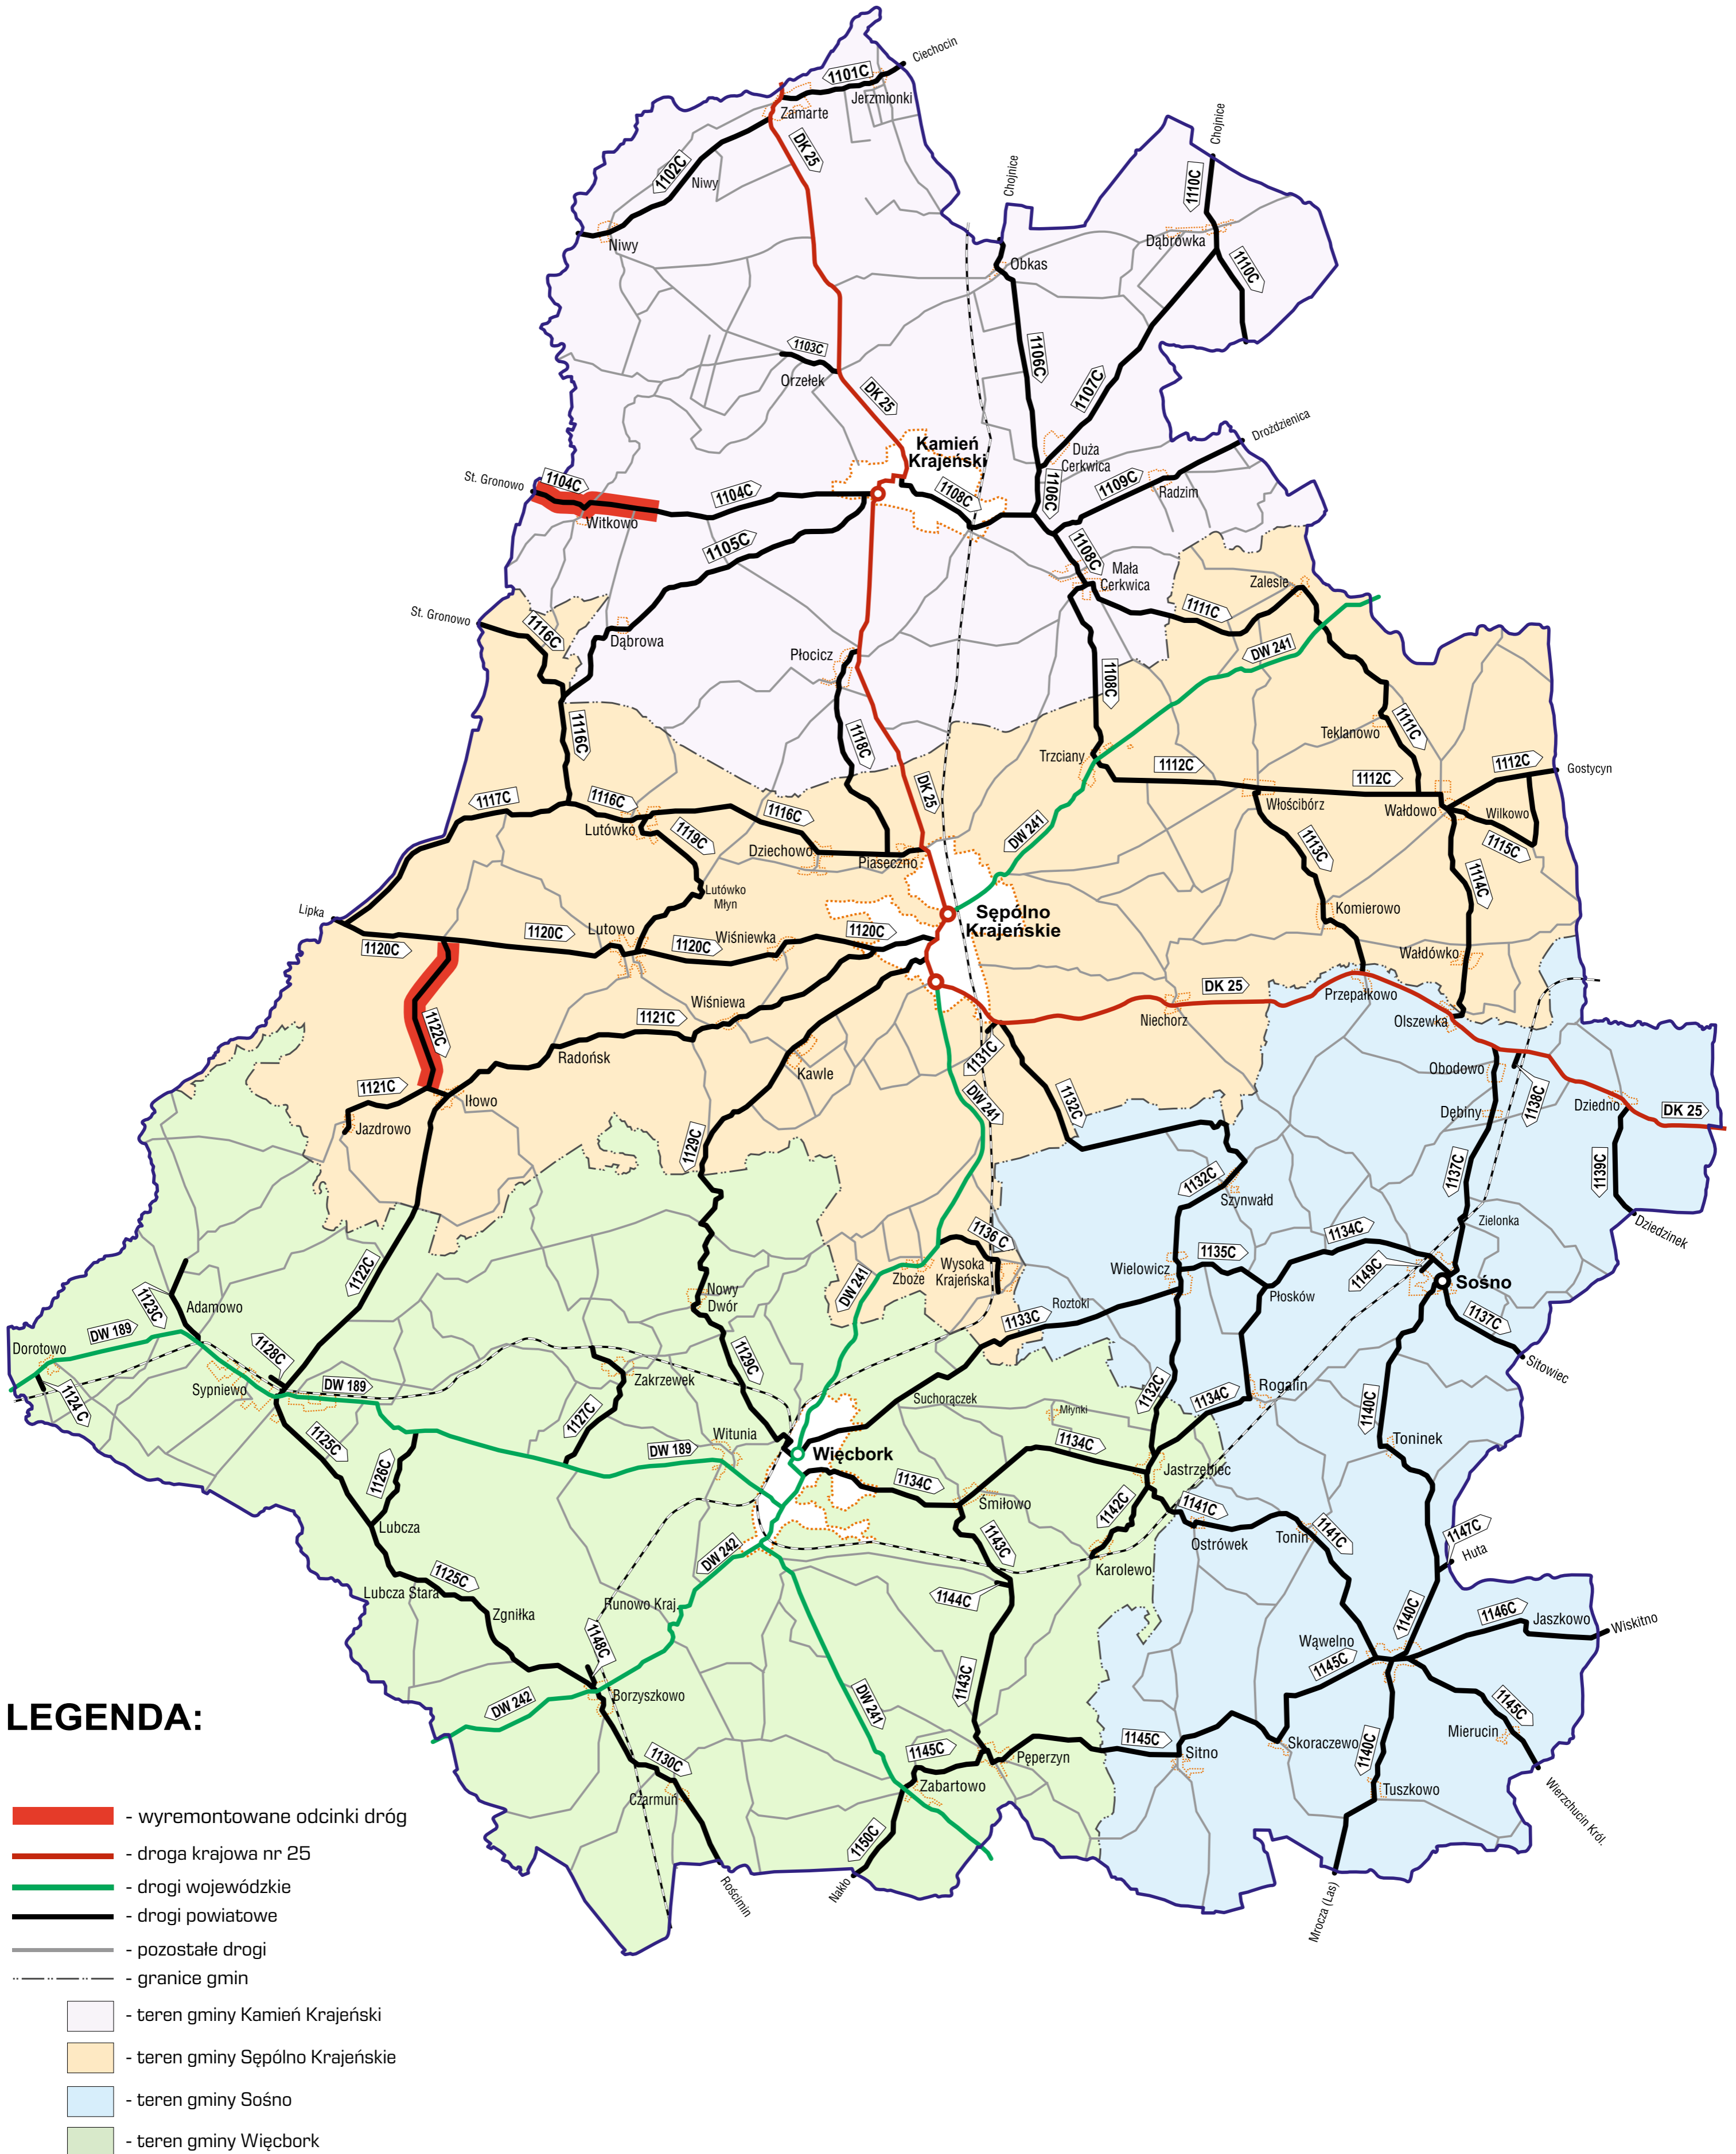 Ciechocin
1101C
Jerzmionki
Zamarte
DK 25
1102C
Niwy
Niwy
Chojnice
1110C
Chojnice
Dąbrówka
1110C
Obkas
1106C
1103C
Orzełek
1107C
DK 25
Kamień
Krajeński
Duża
Cerkwica
Drożdzienica
St. Gronowo
1104C
1104C
1108C
1106C
1109C
Radzim
Witkowo
1105C
1108C
Mała
Cerkwica
Zalesie
St. Gronowo
1116C
1111C
Dąbrowa
Płocicz
DW 241
1108C
1116C
1118C
Teklanowo
1111C
Trzciany
1112C
1112C
1112C
Gostycyn
DK 25
1117C
1116C
1116C
Lutówko
1119C
Włościbórz
Wałdowo
Wilkowo
DW 241
Dziechowo
Piaseczno
1113C
1115C
1114C
Lutówko
Młyn
Lipka
Sępólno
Krajeńskie
Komierowo
1120C
1120C
Lutowo
1120C
Wiśniewka
1120C
Wałdówko
1122C
Wiśniewa
1121C
DK 25
Niechorz
Przepałkowo
Olszewka
Radońsk
1131C
Kawle
Obodowo
1121C
Iłowo
DW 241
1132C
Dębiny
1138C
Dziedno
DK 25
Jazdrowo
1129C
1132C
Szynwałd
1137C
1139C
Zielonka
Dziedzinek
1136 C
1134C
1135C
Wysoka
Krajeńska
Zboże
Wielowicz
1149C
Sośno
1122C
1123C
Adamowo
Nowy
Dwór
DW 241
Roztoki
1133C
Płosków
1137C
DW 189
Dorotowo
1128C
1129C
Sitowiec
1124 C
Sypniewo
DW 189
Zakrzewek
Suchorączek
1132C
1134C
Rogalin
1140C
Młynki
1125C
1127C
Witunia
1134C
Toninek
1126C
DW 189
Więcbork
Jastrzębiec
1134C
Śmiłowo
1142C
1141C
Lubcza
1143C
Ostrówek
Tonin
1141C
1147C
Huta
DW 242
Karolewo
1125C
Lubcza Stara
1144C
Zgniłka
Runowo Kraj.
1140C
1146C
Jaszkowo
Wiskitno
1148C
Wąwelno
1145C
1143C
LEGENDA:
Borzyszkowo
DW 242
DW 241
1145C
Mierucin
1145C
Skoraczewo
1140C
1130C
1145C
Pęperzyn
Sitno
Zabartowo
Tuszkowo
Czarmuń
Wierzchucin Król.
- wyremontowane odcinki dróg
1150C
- droga krajowa nr 25
Rościmin
Nakło
- drogi wojewódzkie
Mrocza (Las)
- drogi powiatowe
- pozostałe drogi
- granice gmin
- teren gminy Kamień Krajeński
- teren gminy Sępólno Krajeńskie
- teren gminy Sośno
- teren gminy Więcbork